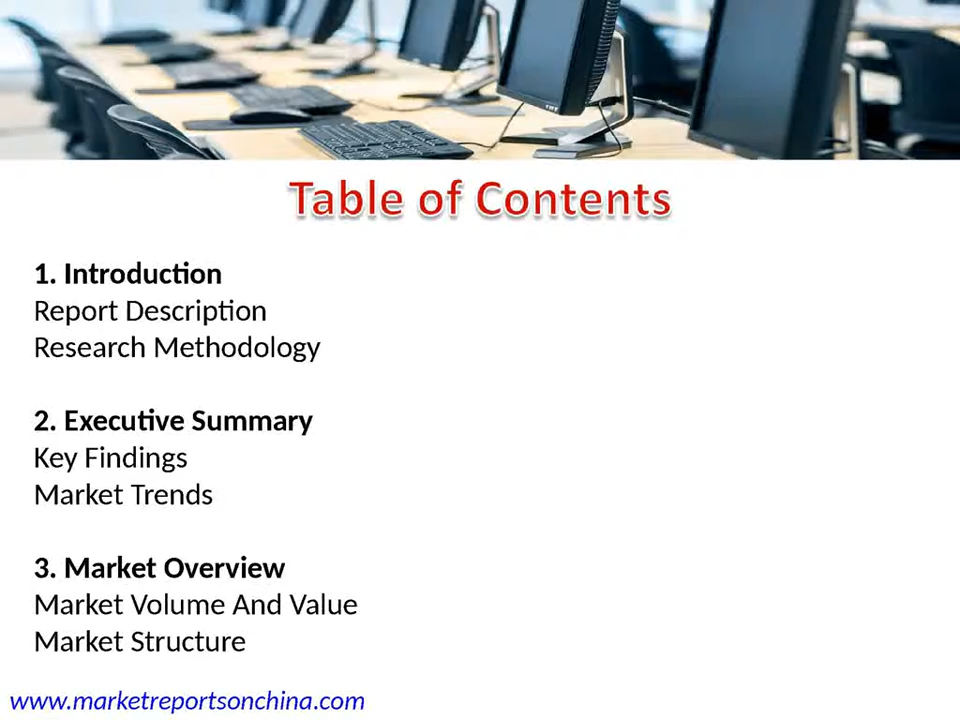 Table of Contents
1. Introduction
Report Description
Research Methodology
2. Executive Summary
Key Findings
Market Trends
3. Market Overview
Market Volume And Value
Market Structure
www.marketreportsonchina.com